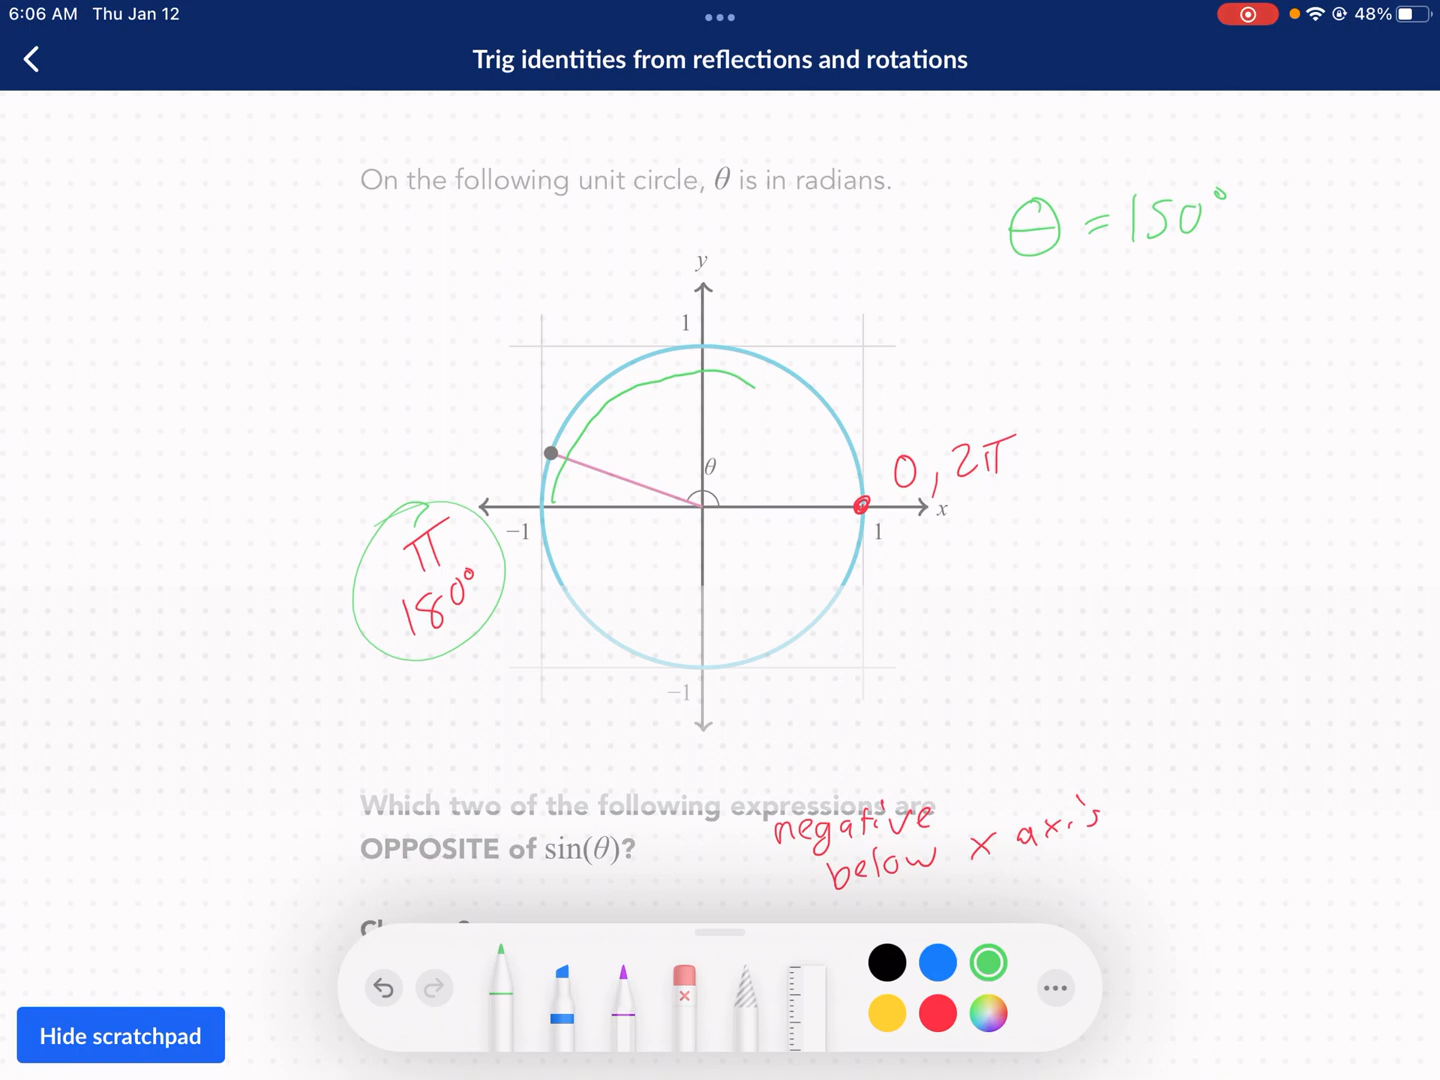 6:06 AM Thu Jan 12
48%
Trig identities from reflections and rotations
On the following unit circle, θ is in radians.
θ = 150°
y
1
θ
0, 2π
x
−1
1
π
180°
−1
Which two of the following expressions are
OPPOSITE of sin(θ)?
negative
below x axis
Hide scratchpad